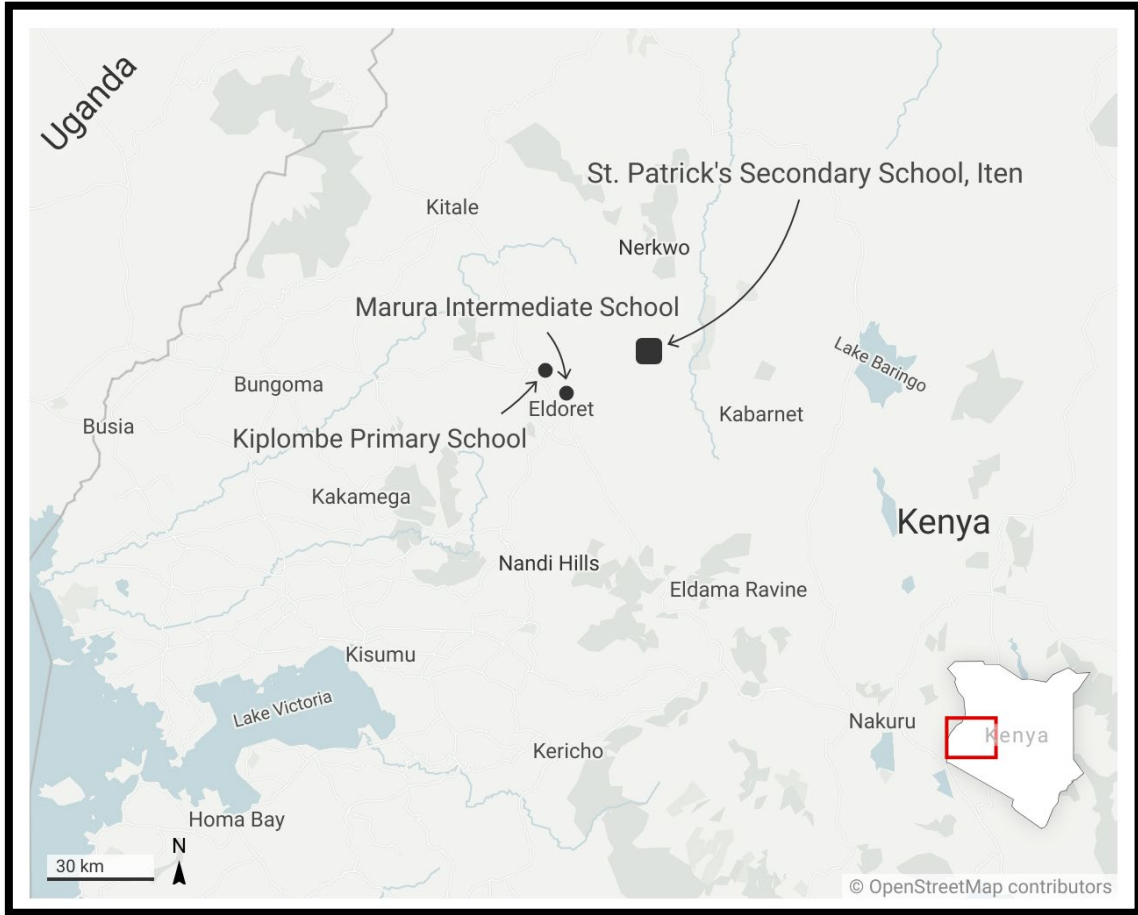 Uganda
St. Patrick's Secondary School, Iten
Kitale
Nerkwo
Marura Intermediate School
Lake Baringo
Bungoma
Eldoret
Kabarnet
Busia
Kiplombe Primary School
Kakamega
Kenya
Nandi Hills
Eldama Ravine
Kisumu
Lake Victoria
Nakuru
Kenya
Kericho
Homa Bay
N
30 km
© OpenStreetMap contributors